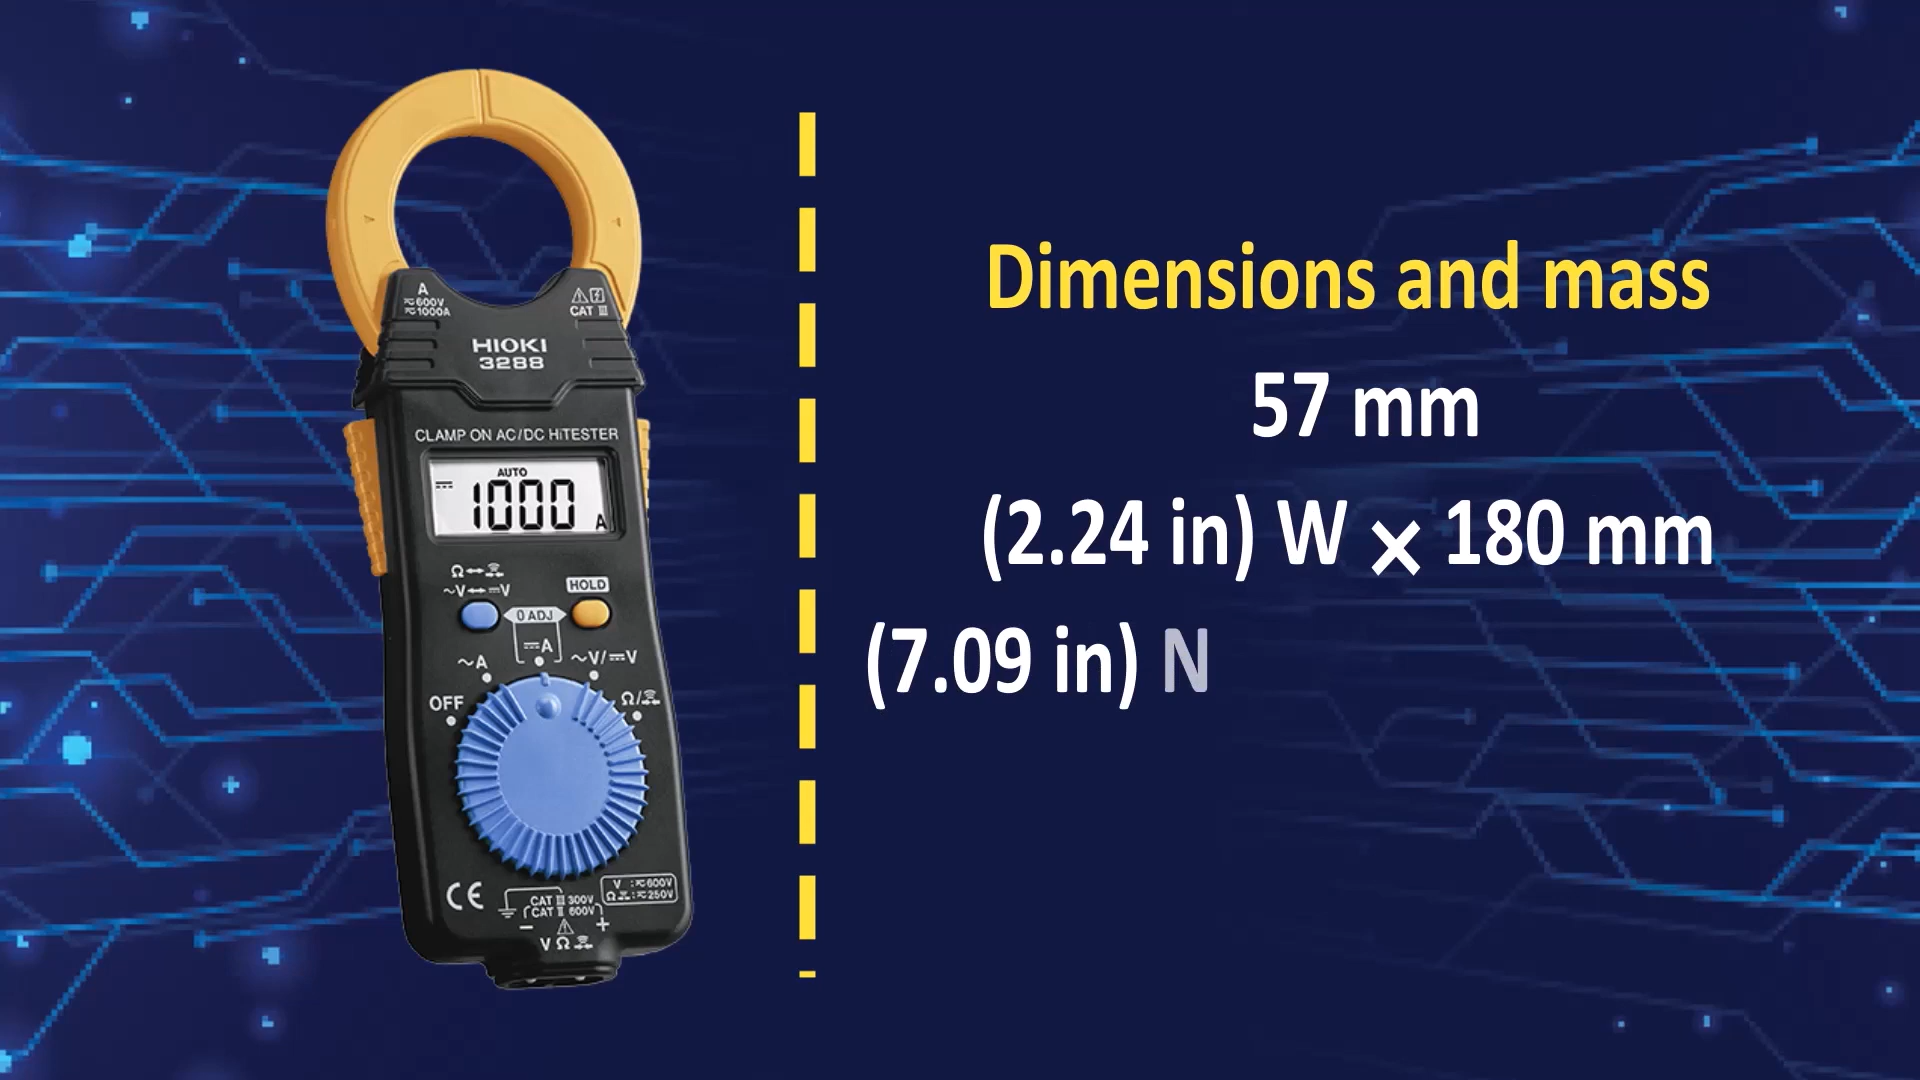 A
600V
1000A
CAT III
HIOKI
3288
CLAMP ON AC/DC HiTESTER
AUTO
1000 A
Ω↔
~V↔⎓V
HOLD
0 ADJ
⎓A
~A
~V/⎓V
OFF
Ω/
CE
V : 600V
Ω : 250V
CAT III 300V
CAT II 600V
− +
V Ω
Dimensions and mass
57 mm
(2.24 in) W × 180 mm
(7.09 in) N